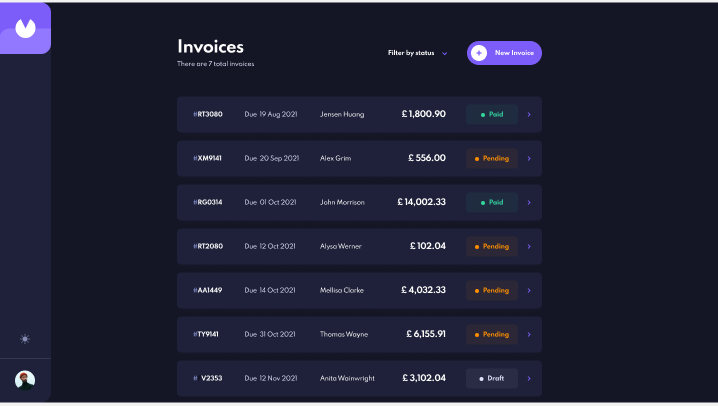 Invoices
There are 7 total invoices
Filter by status
New Invoice
#RT3080 Due 19 Aug 2021 Jensen Huang £ 1,800.90 Paid
#XM9141 Due 20 Sep 2021 Alex Grim £ 556.00 Pending
#RG0314 Due 01 Oct 2021 John Morrison £ 14,002.33 Paid
#RT2080 Due 12 Oct 2021 Alysa Werner £ 102.04 Pending
#AA1449 Due 14 Oct 2021 Mellisa Clarke £ 4,032.33 Pending
#TY9141 Due 31 Oct 2021 Thomas Wayne £ 6,155.91 Pending
# V2353 Due 12 Nov 2021 Anita Wainwright £ 3,102.04 Draft